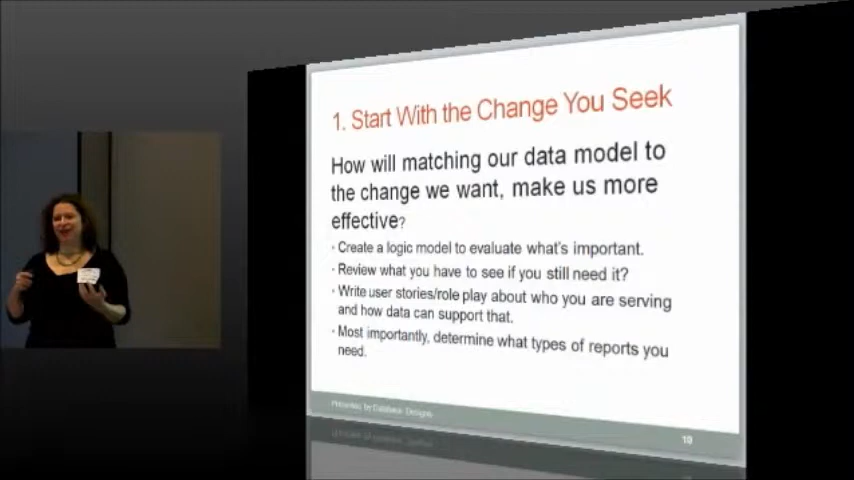 1. Start With the Change You Seek
How will matching our data model to
the change we want, make us more
effective?
· Create a logic model to evaluate what's important.
· Review what you have to see if you still need it?
· Write user stories/role play about who you are serving
and how data can support that.
· Most importantly, determine what types of reports you
need.
Presented by Database Designs
19